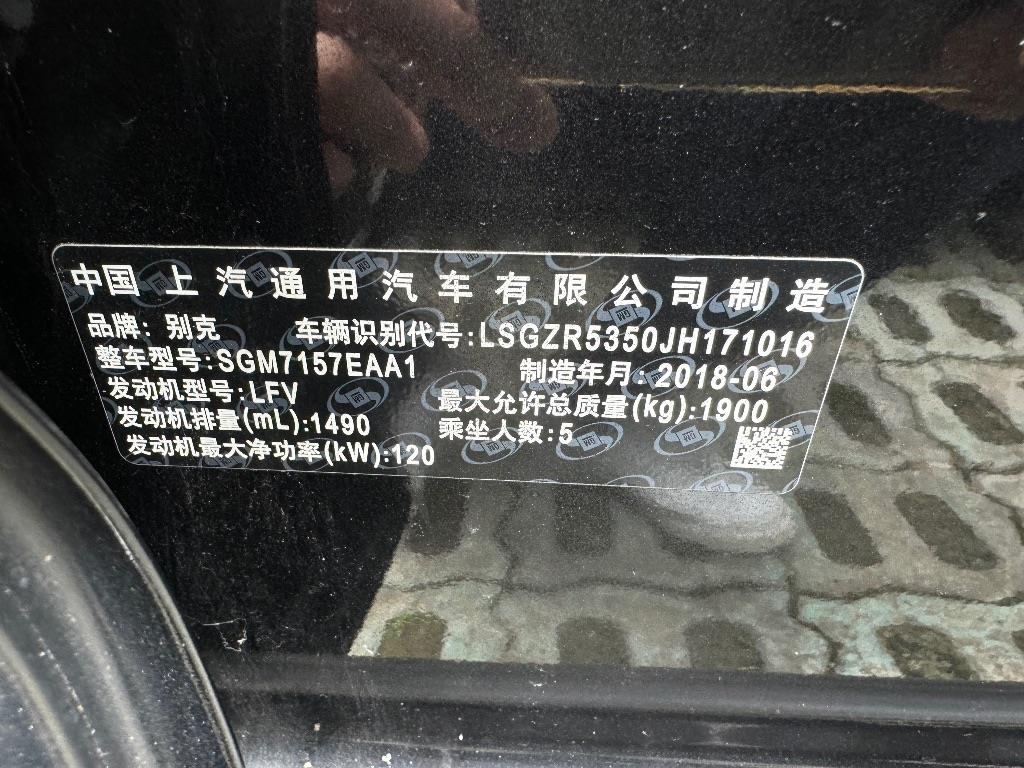 中国上汽通用汽车有限公司制造
品牌: 别克 车辆识别代号:LSGZR5350JH171016
整车型号:SGM7157EAA1 制造年月: 2018-06
发动机型号: LFV 最大允许总质量(kg):1900
发动机排量(mL):1490 乘坐人数:5
发动机最大净功率(kW):120